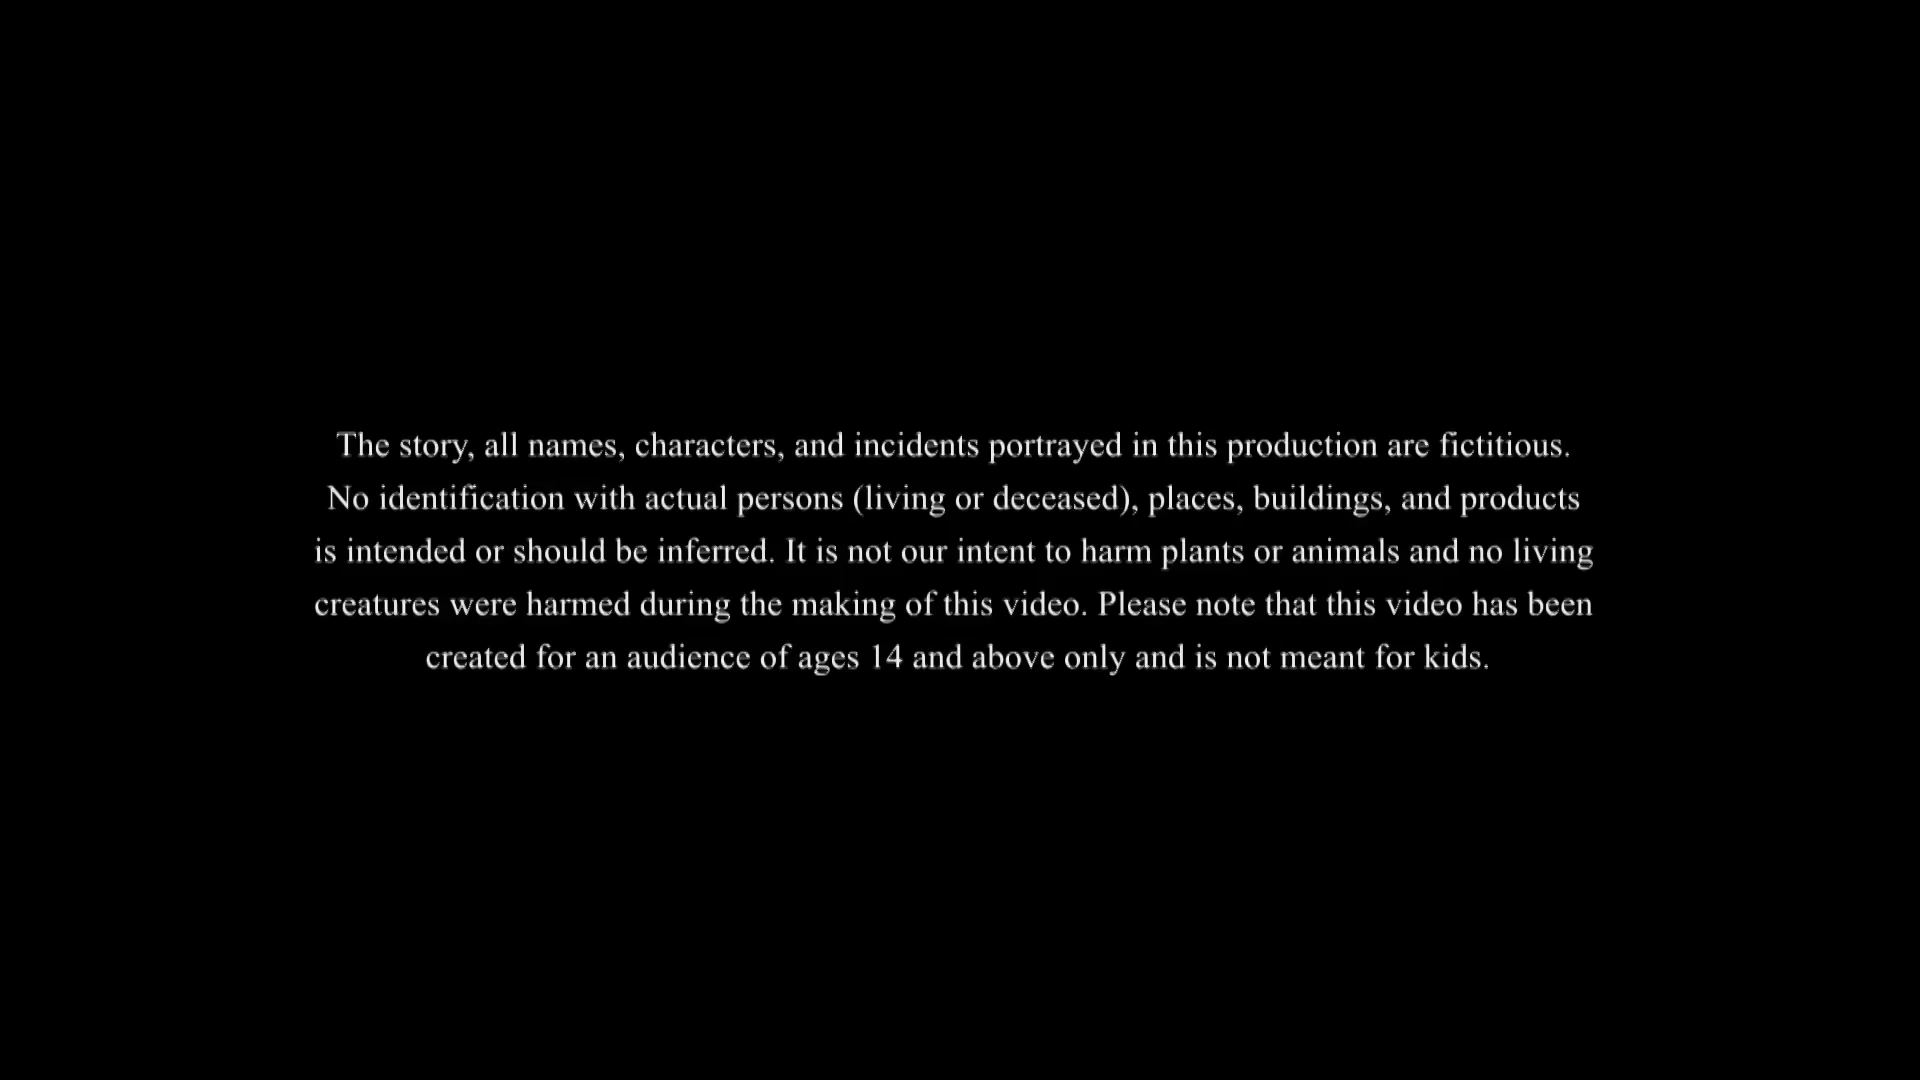 The story, all names, characters, and incidents portrayed in this production are fictitious.
No identification with actual persons (living or deceased), places, buildings, and products
is intended or should be inferred. It is not our intent to harm plants or animals and no living
creatures were harmed during the making of this video. Please note that this video has been
created for an audience of ages 14 and above only and is not meant for kids.